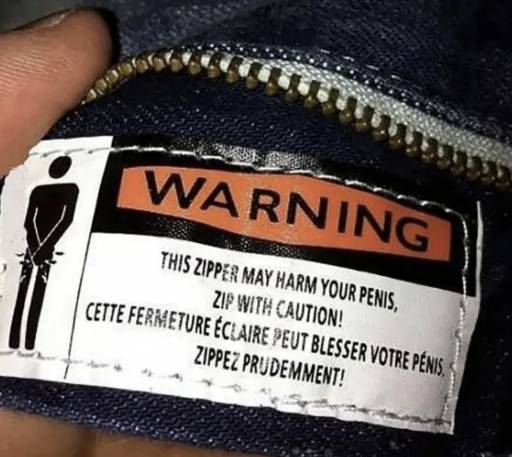 WARNING
THIS ZIPPER MAY HARM YOUR PENIS,
ZIP WITH CAUTION!
CETTE FERMETURE ÉCLAIRE PEUT BLESSER VOTRE PÉNIS,
ZIPPEZ PRUDEMMENT!